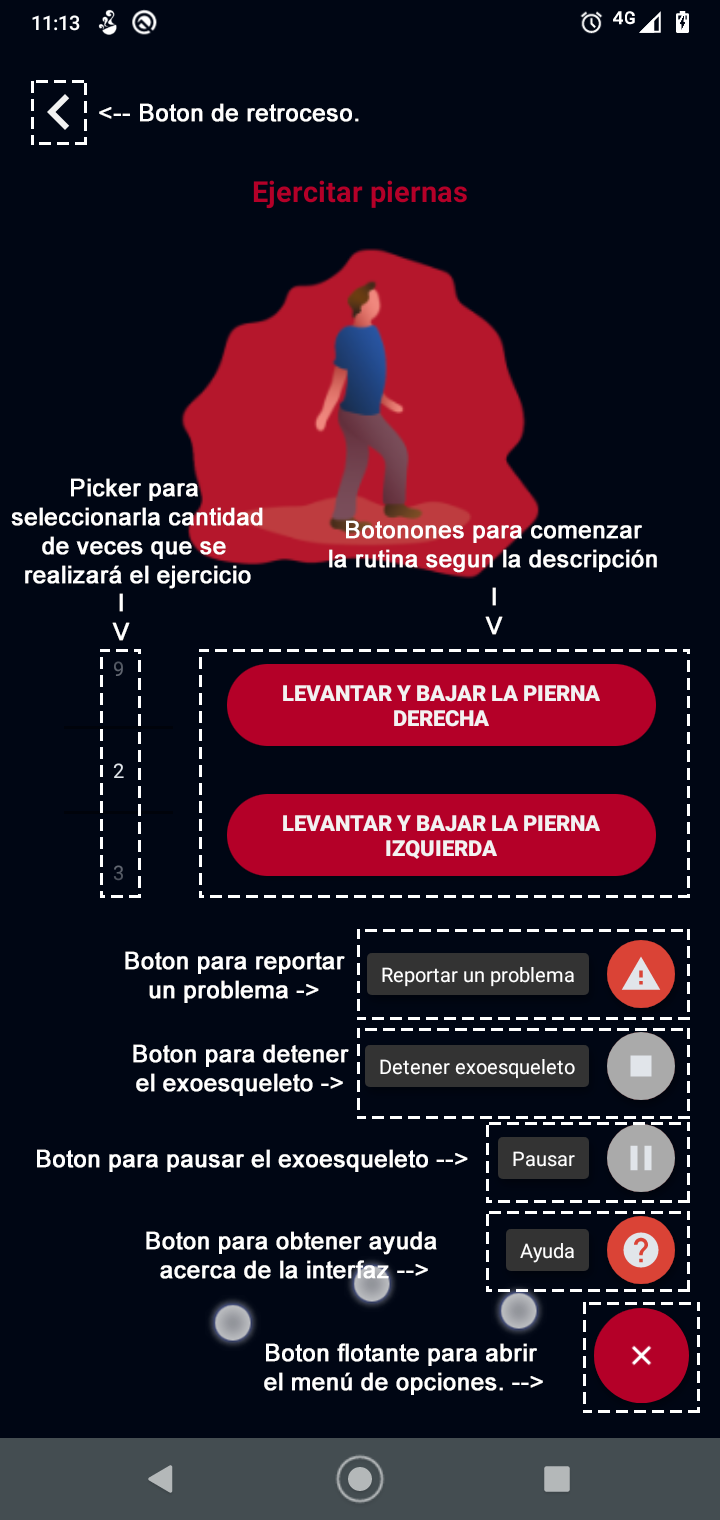 11:13
4G
<-- Boton de retroceso.
Ejercitar piernas
Picker para
seleccionarla cantidad
de veces que se
realizará el ejercicio
|
V
Botonones para comenzar
la rutina segun la descripción
|
V
9
2
3
LEVANTAR Y BAJAR LA PIERNA
DERECHA
LEVANTAR Y BAJAR LA PIERNA
IZQUIERDA
Boton para reportar
un problema ->
Reportar un problema
Boton para detener
el exoesqueleto ->
Detener exoesqueleto
Boton para pausar el exoesqueleto -->
Pausar
Boton para obtener ayuda
acerca de la interfaz -->
Ayuda
Boton flotante para abrir
el menú de opciones. -->